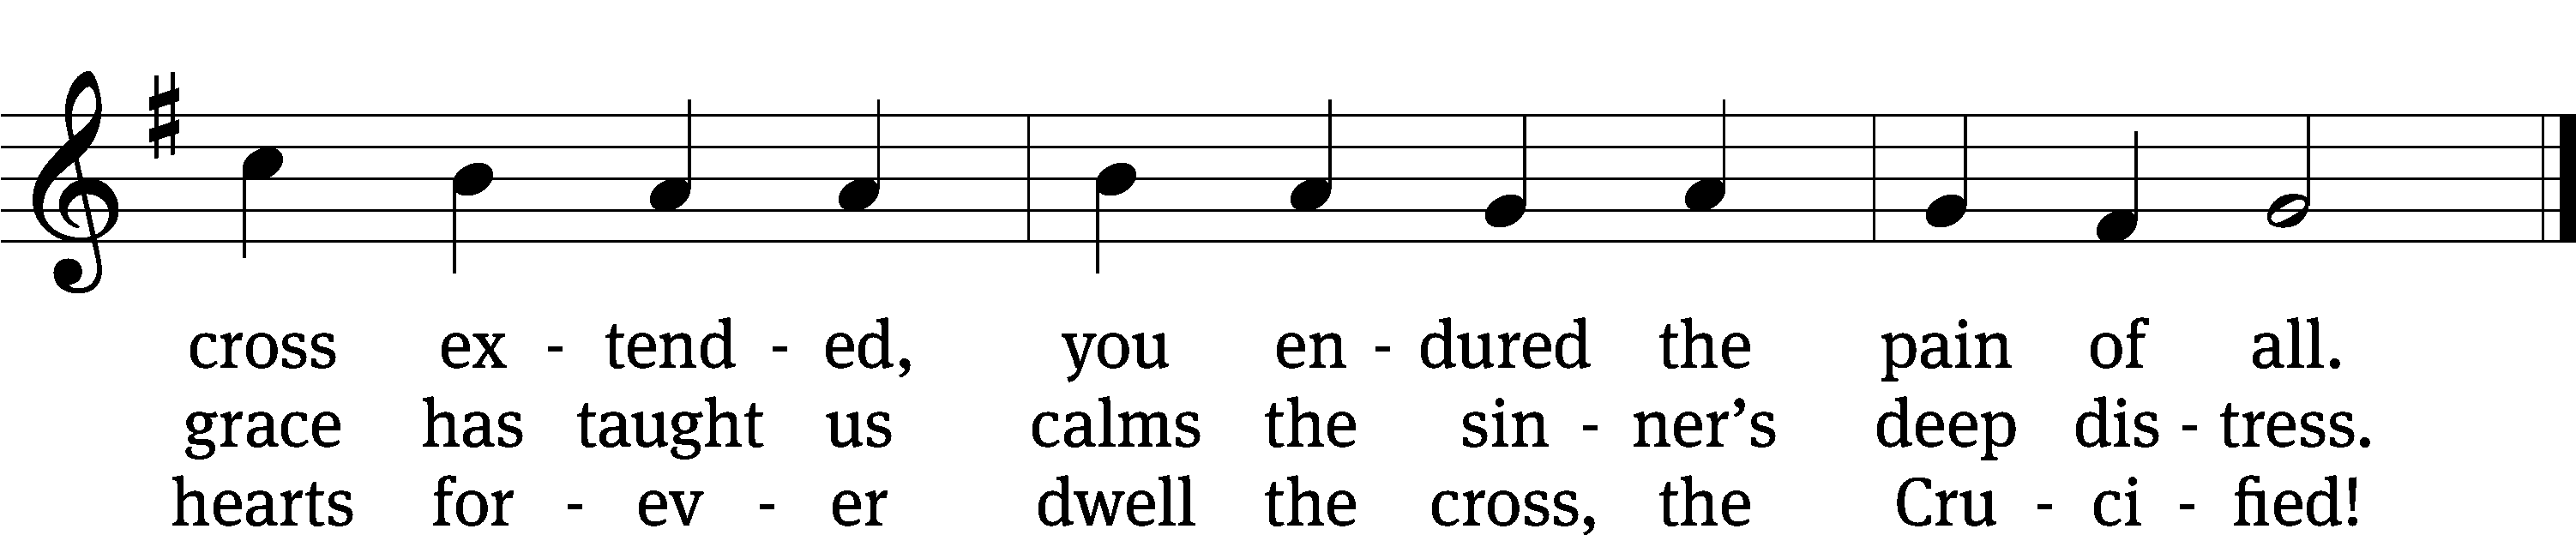 cross ex - tend - ed, you en - dured the pain of all.
grace has taught us calms the sin - ner’s deep dis - tress.
hearts for - ev - er dwell the cross, the Cru - ci - fied!